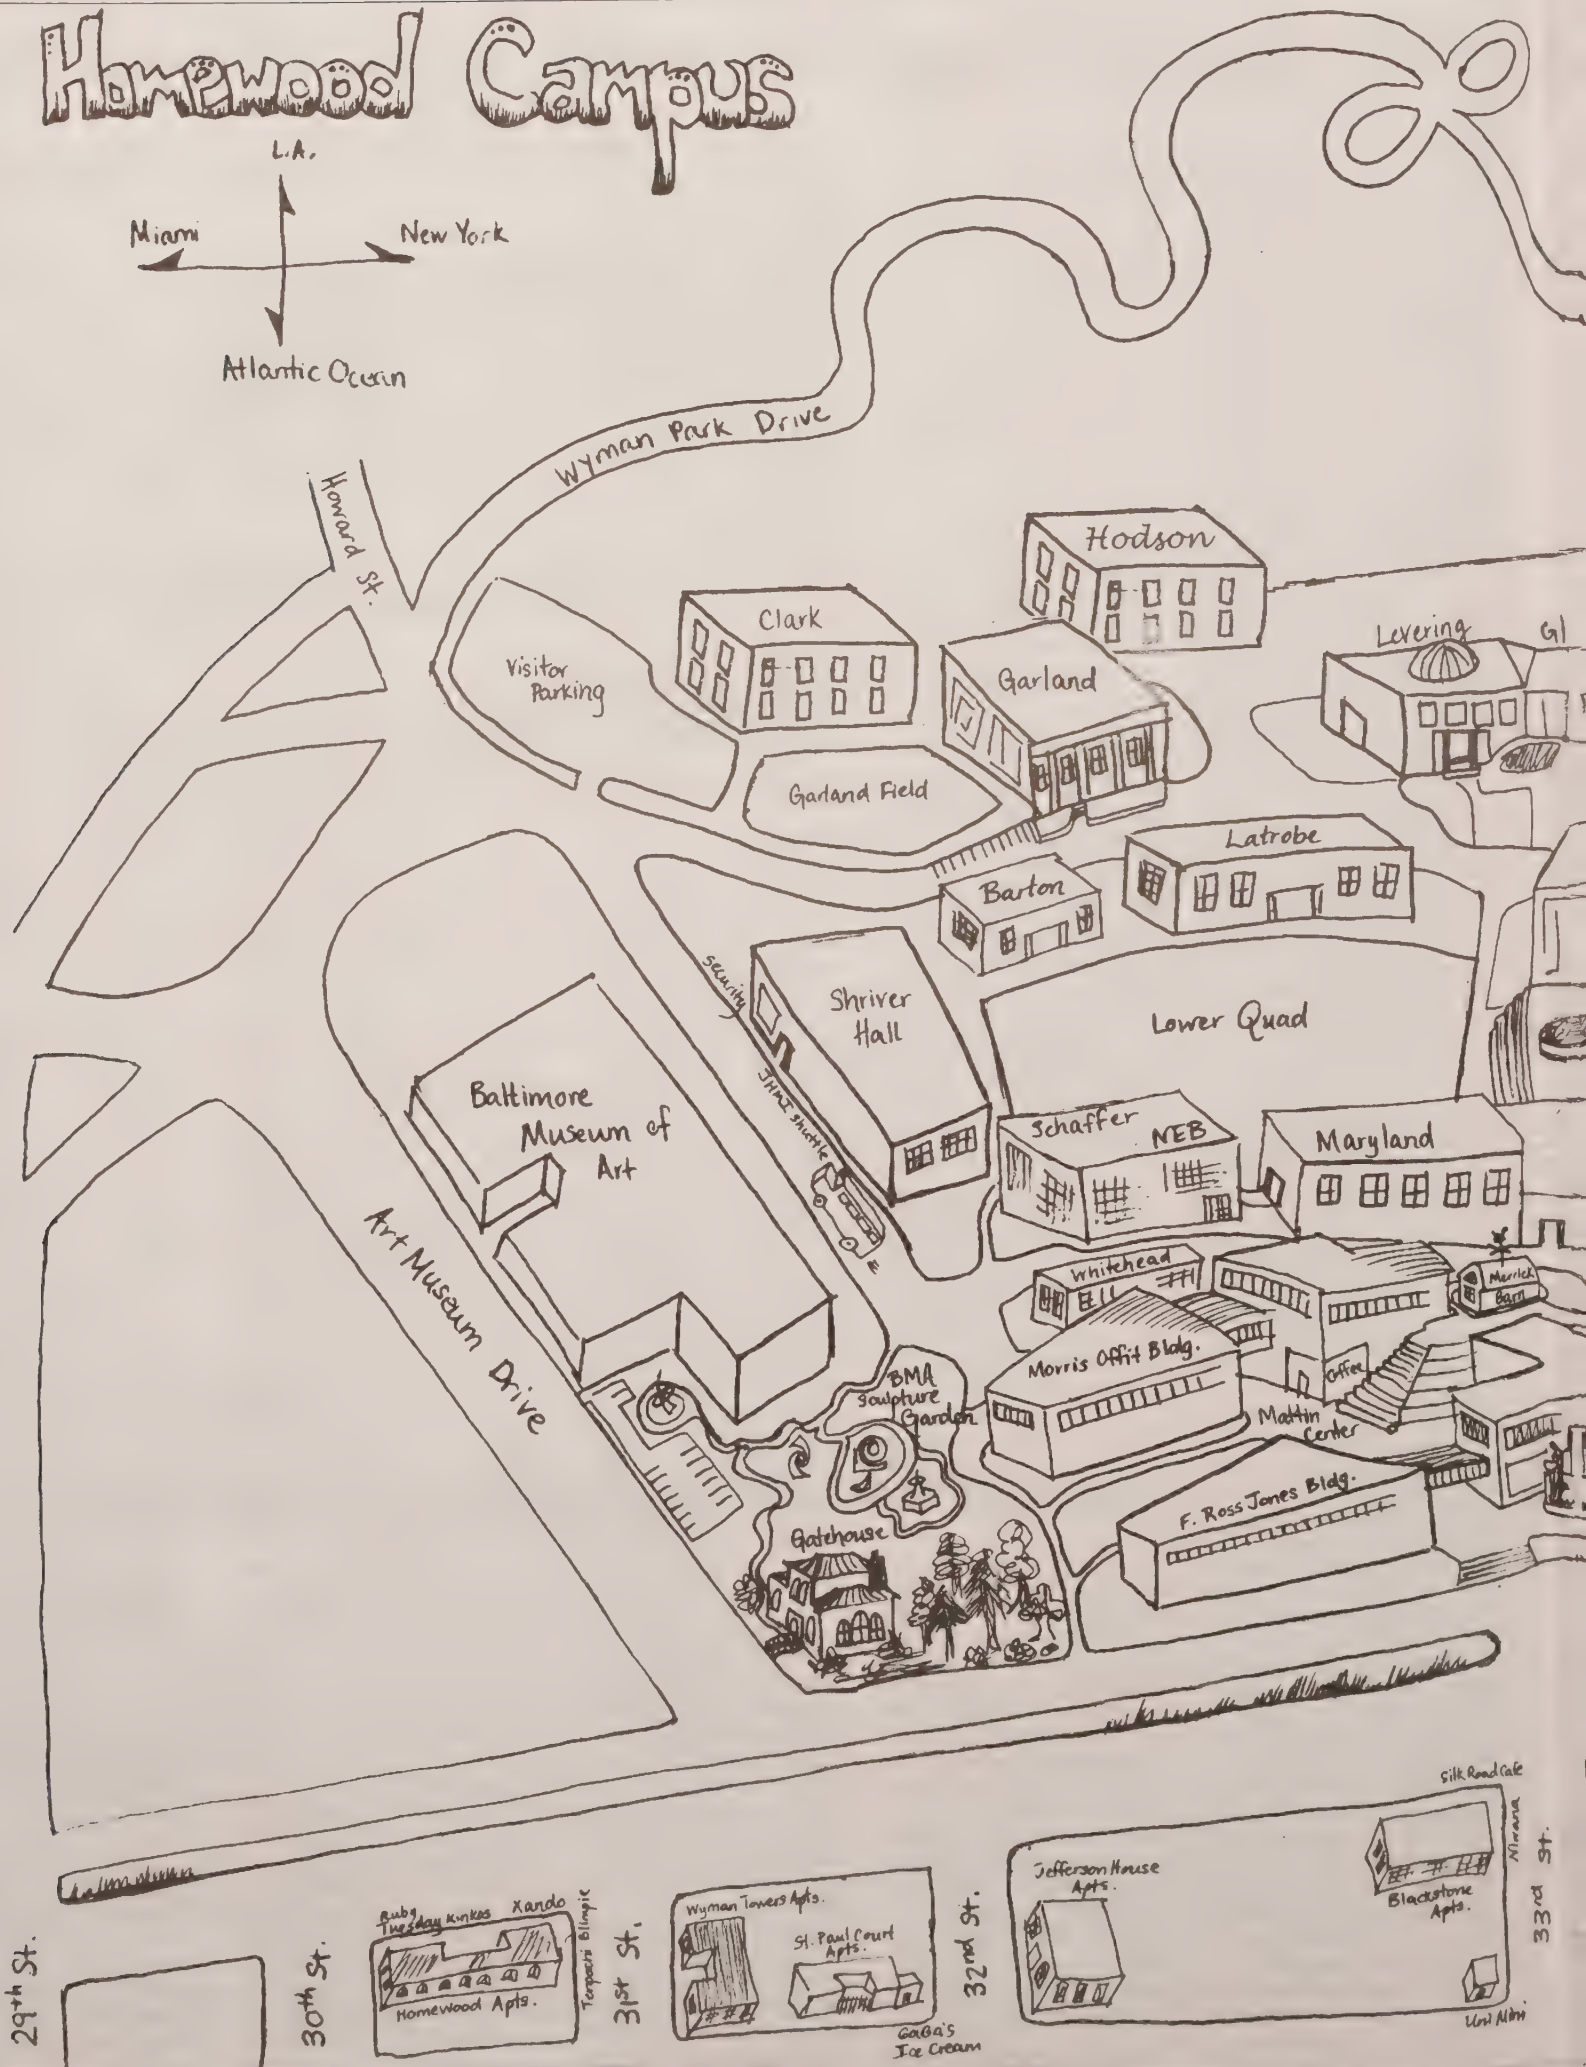 Homewood Campus
L.A.
Miami
New York
Atlantic Ocean
Wyman Park Drive
Howard St.
Hodson
Clark
Levering
Gl
Visitor
Parking
Garland
Garland Field
Latrobe
Barton
Security
Shriver
Hall
Lower Quad
JHMI Shuttle
Baltimore
Museum of
Art
Schaffer
NEB
Maryland
Art Museum Drive
Whitehead
Merrick
Barn
Morris Offit Bldg.
Coffee
BMA
Sculpture
Garden
Mattin
Center
F. Ross Jones Bldg.
Gatehouse
Silk Road Cafe
Nirvana
33rd St.
Jefferson House
Apts.
Blackstone
Apts.
Uni Mini
32nd St.
Wyman Towers Apts.
St. Paul Court
Apts.
GaGa's
Ice Cream
31st St.
Ruby
Tuesday
Kinkos
Xando
Blimpie
Homewood Apts.
30th St.
29th St.